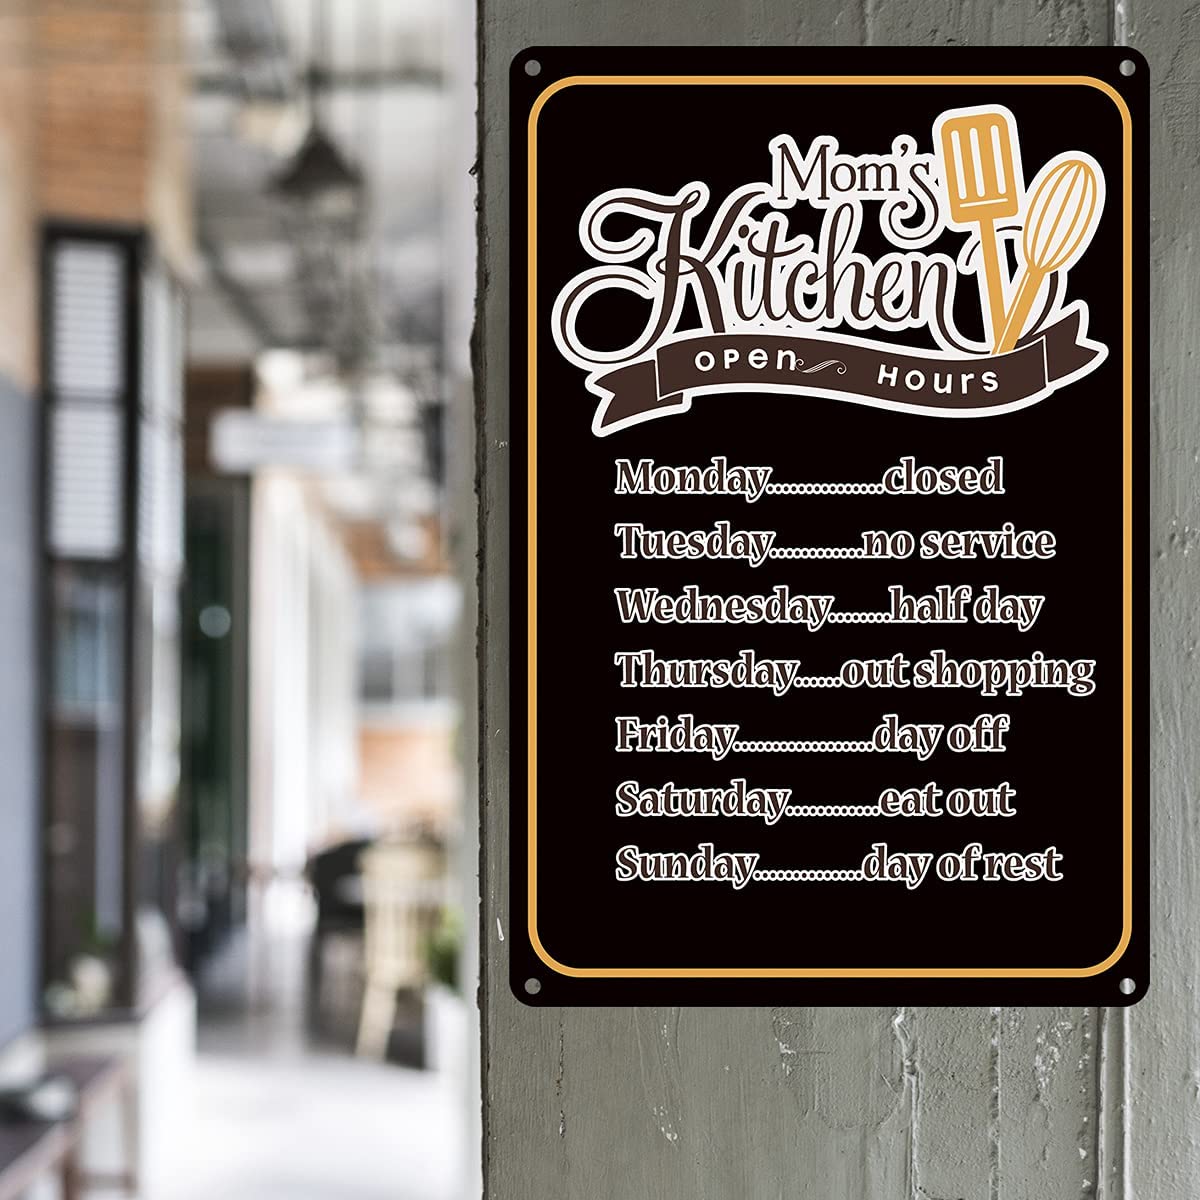 Mom's
Kitchen
OPEN HOURS
Monday................closed
Tuesday.............no service
Wednesday.........half day
Thursday.......out shopping
Friday...................day off
Saturday.............eat out
Sunday...............day of rest